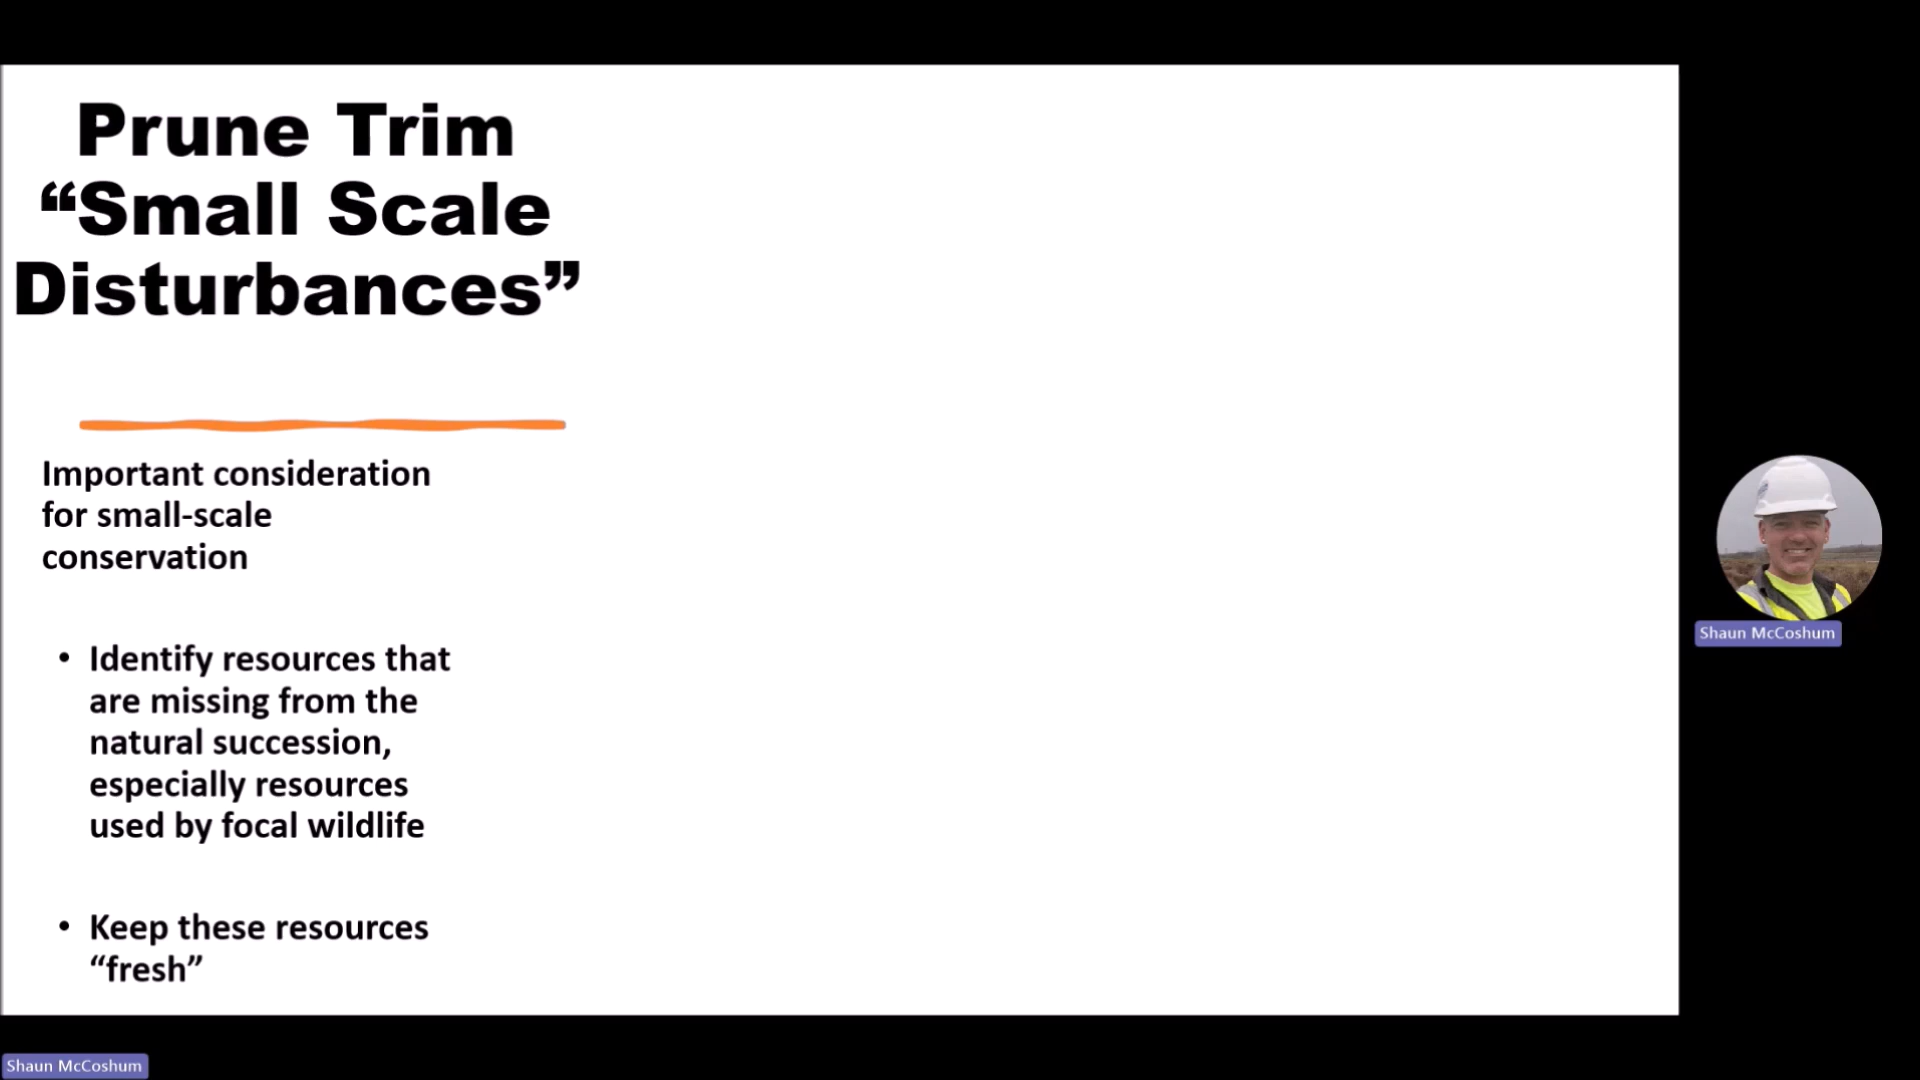 Prune Trim
“Small Scale
Disturbances”
Important consideration
for small-scale
conservation
• Identify resources that
are missing from the
natural succession,
especially resources
used by focal wildlife
• Keep these resources
“fresh”
Shaun McCoshum
Shaun McCoshum